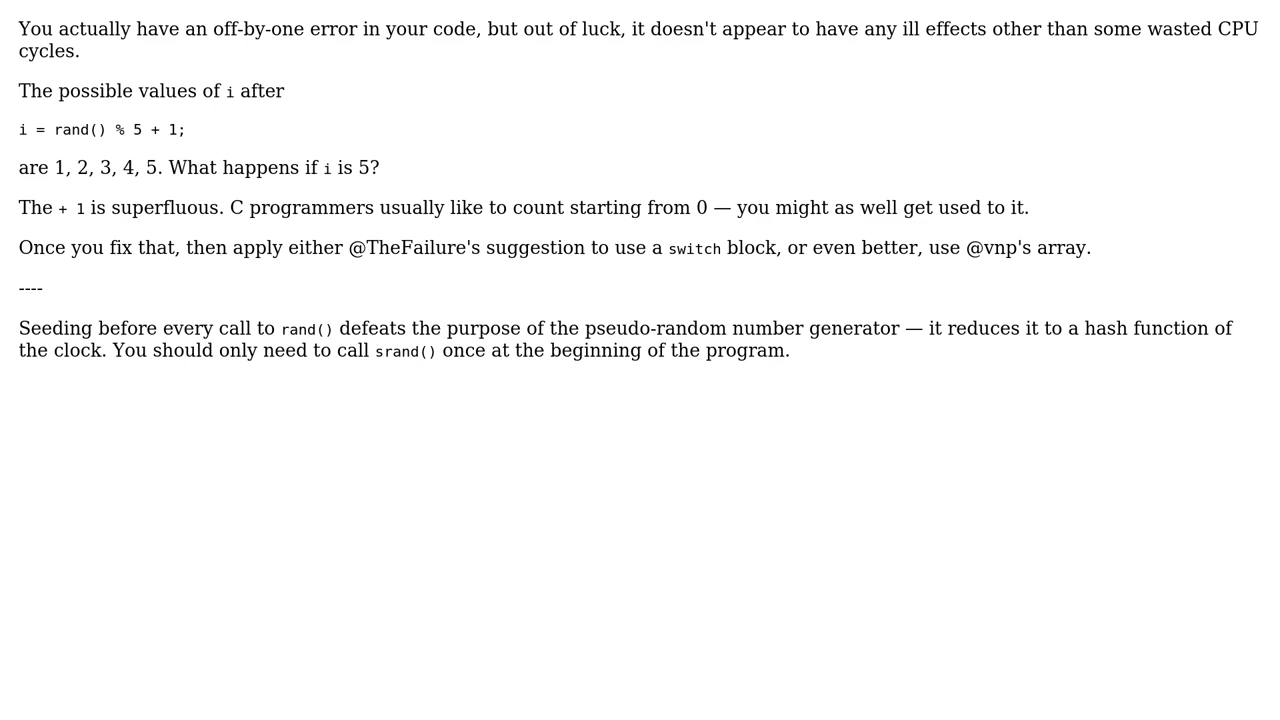 You actually have an off-by-one error in your code, but out of luck, it doesn't appear to have any ill effects other than some wasted CPU
cycles.
The possible values of i after
i = rand() % 5 + 1;
are 1, 2, 3, 4, 5. What happens if i is 5?
The + 1 is superfluous. C programmers usually like to count starting from 0 — you might as well get used to it.
Once you fix that, then apply either @TheFailure's suggestion to use a switch block, or even better, use @vnp's array.
----
Seeding before every call to rand() defeats the purpose of the pseudo-random number generator — it reduces it to a hash function of
the clock. You should only need to call srand() once at the beginning of the program.